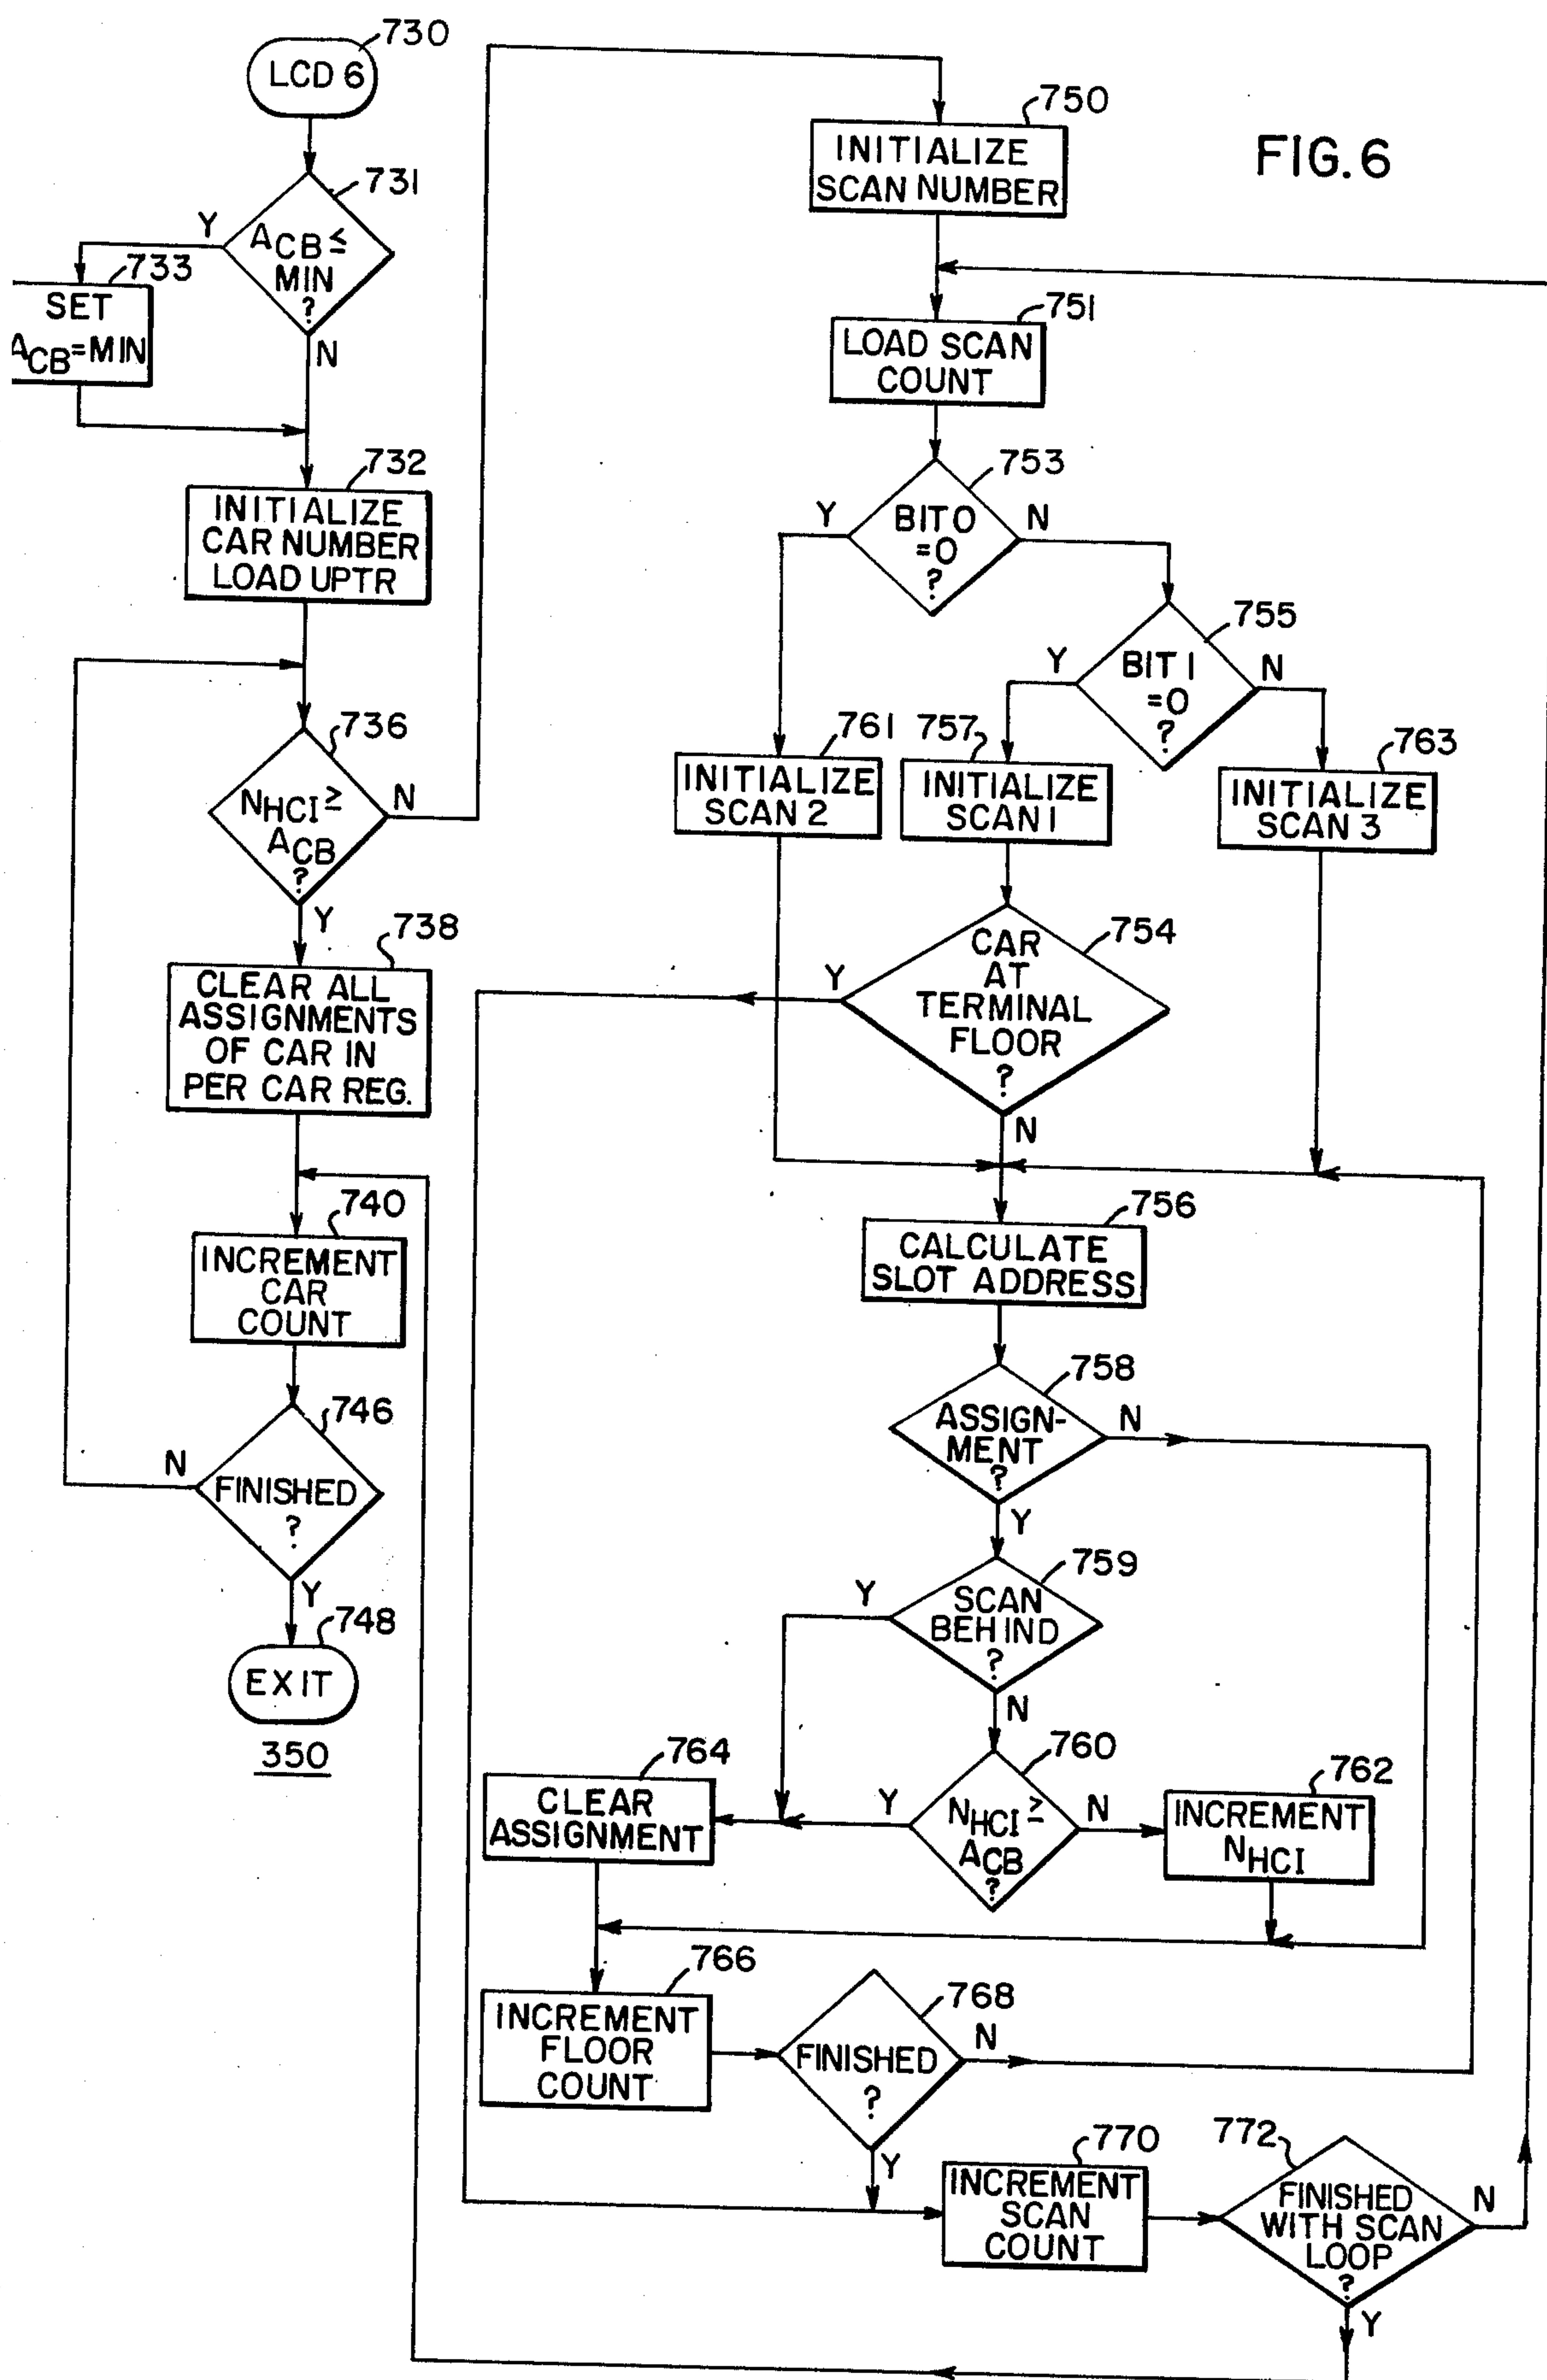 730
LCD 6
731
Y
ACB ≤
MIN
?
N
733
SET
ACB=MIN
732
INITIALIZE
CAR NUMBER
LOAD UPTR
736
NHCI ≥
ACB
?
N
Y
738
CLEAR ALL
ASSIGNMENTS
OF CAR IN
PER CAR REG.
740
INCREMENT
CAR
COUNT
746
N
FINISHED
?
Y
748
EXIT
350
750
INITIALIZE
SCAN NUMBER
FIG. 6
751
LOAD SCAN
COUNT
753
Y
BIT 0
=0
?
N
755
Y
BIT 1
=0
?
N
761
INITIALIZE
SCAN 2
757
INITIALIZE
SCAN 1
763
INITIALIZE
SCAN 3
754
Y
CAR
AT
TERMINAL
FLOOR
?
N
756
CALCULATE
SLOT ADDRESS
758
ASSIGN-
MENT
?
N
Y
759
Y
SCAN
BEHIND
?
N
760
Y
NHCI ≥
ACB
?
N
762
INCREMENT
NHCI
764
CLEAR
ASSIGNMENT
766
INCREMENT
FLOOR
COUNT
768
FINISHED
?
N
Y
770
INCREMENT
SCAN
COUNT
772
FINISHED
WITH SCAN
LOOP
?
N
Y